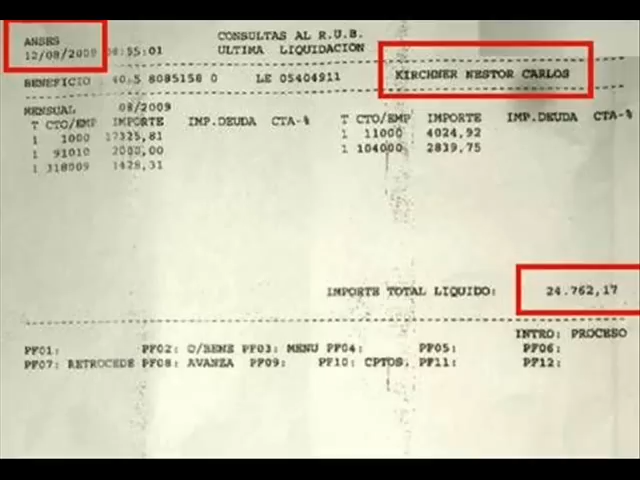 ANSES CONSULTAS AL R.U.B.
12/08/2009 08:55:01 ULTIMA LIQUIDACION
BENEFICIO 40.5 8085158 0 LE 05404911 KIRCHNER NESTOR CARLOS
MENSUAL 08/2009
T CTO/EMP IMPORTE IMP.DEUDA CTA-% T CTO/EMP IMPORTE IMP.DEUDA CTA-%
1 1000 17325,81 1 11000 4024,92
1 91010 2000,00 1 104000 2839,75
1 318009 1428,31
IMPORTE TOTAL LIQUIDO: 24.762,17
INTRO: PROCESO
PF01: PF02: O/BENE PF03: MENU PF04: PF05: PF06:
PF07: RETROCEDE PF08: AVANZA PF09: PF10: CPTOS. PF11: PF12: